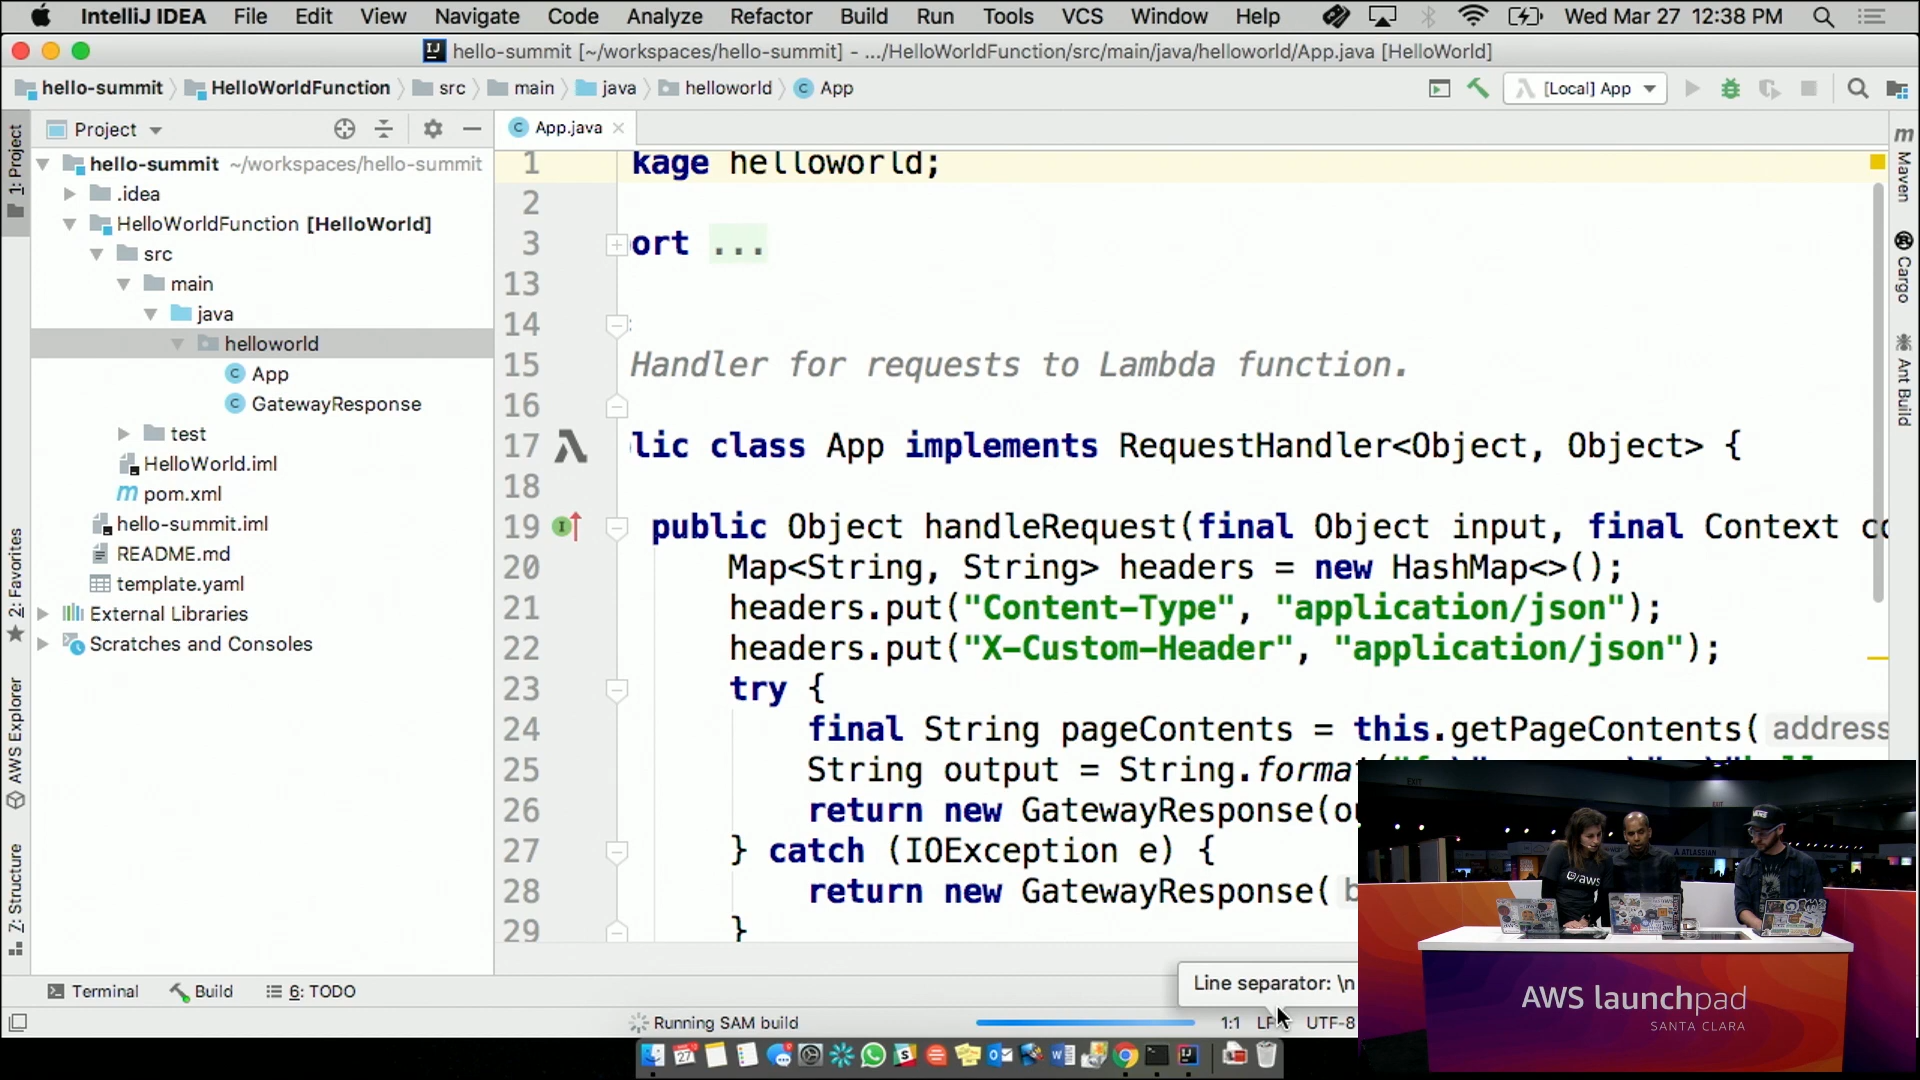 IntelliJ IDEA File Edit View Navigate Code Analyze Refactor Build Run Tools VCS Window Help Wed Mar 27 12:38 PM
hello-summit [~/workspaces/hello-summit] - .../HelloWorldFunction/src/main/java/helloworld/App.java [HelloWorld]
hello-summit HelloWorldFunction src main java helloworld App [Local] App
Project
App.java
1: Project
hello-summit ~/workspaces/hello-summit
.idea
HelloWorldFunction [HelloWorld]
src
main
java
helloworld
App
GatewayResponse
test
HelloWorld.iml
pom.xml
hello-summit.iml
README.md
template.yaml
External Libraries
Scratches and Consoles
2: Favorites
AWS Explorer
7: Structure
1 kage helloworld;
2
3 ort ...
13
14
15 Handler for requests to Lambda function.
16
17 lic class App implements RequestHandler<Object, Object> {
18
19 public Object handleRequest(final Object input, final Context co
20 Map<String, String> headers = new HashMap<>();
21 headers.put("Content-Type", "application/json");
22 headers.put("X-Custom-Header", "application/json");
23 try {
24 final String pageContents = this.getPageContents( address
25 String output = String.format(
26 return new GatewayResponse(ou
27 } catch (IOException e) {
28 return new GatewayResponse( b
29 }
m Maven
Cargo
Ant Build
Terminal Build 6: TODO
Line separator: \n
Running SAM build 1:1 LF UTF-8
27
EXIT
ATLASSIAN
aws
AWS launchpad
SANTA CLARA